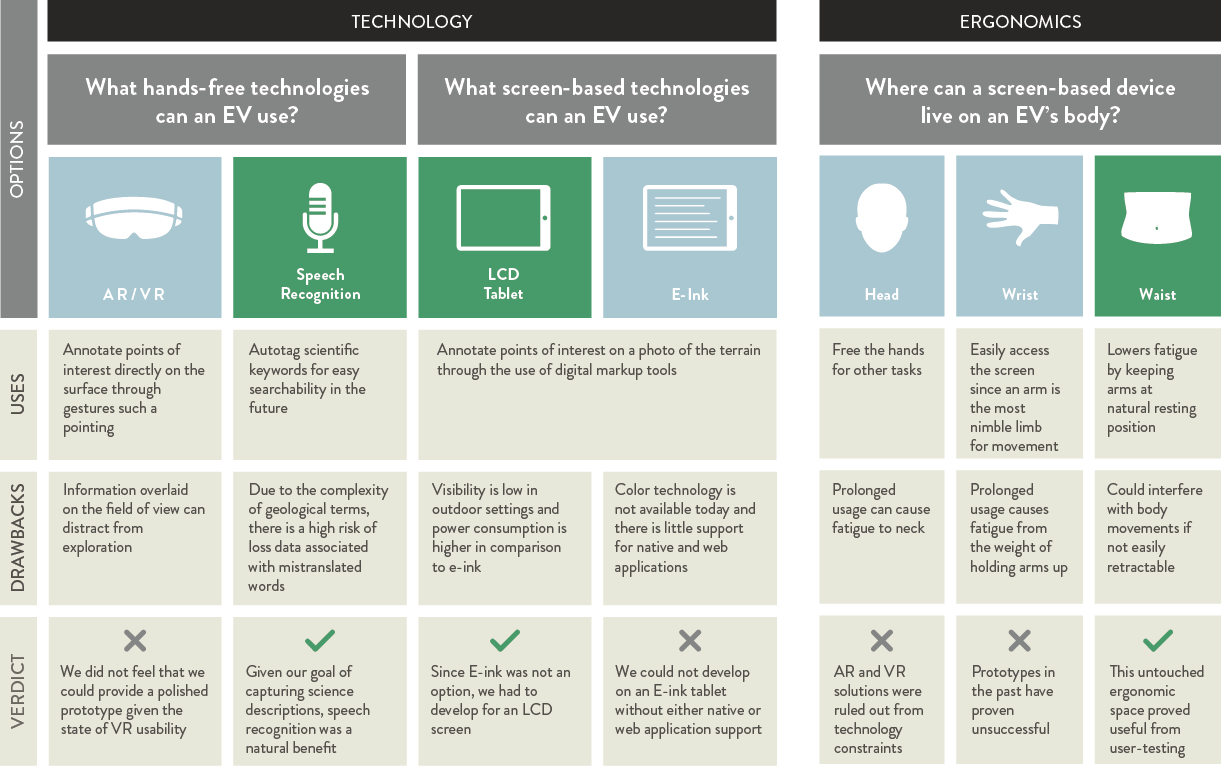 TECHNOLOGY
ERGONOMICS
OPTIONS
What hands-free technologies
can an EV use?
What screen-based technologies
can an EV use?
Where can a screen-based device
live on an EV's body?
AR/VR
Speech
Recognition
LCD
Tablet
E-Ink
Head
Wrist
Waist
USES
Annotate points of
interest directly on the
surface through
gestures such a
pointing
Autotag scientific
keywords for easy
searchability in the
future
Annotate points of interest on a photo of the terrain
through the use of digital markup tools
Free the hands
for other tasks
Easily access
the screen
since an arm is
the most
nimble limb
for movement
Lowers fatigue
by keeping
arms at
natural resting
position
DRAWBACKS
Information overlaid
on the field of view can
distract from
exploration
Due to the complexity
of geological terms,
there is a high risk of
loss data associated
with mistranslated
words
Visibility is low in
outdoor settings and
power consumption is
higher in comparison
to e-ink
Color technology is
not available today and
there is little support
for native and web
applications
Prolonged
usage can cause
fatigue to neck
Prolonged
usage causes
fatigue from
the weight of
holding arms up
Could interfere
with body
movements if
not easily
retractable
VERDICT
We did not feel that we
could provide a polished
prototype given the
state of VR usability
Given our goal of
capturing science
descriptions, speech
recognition was a
natural benefit
Since E-ink was not an
option, we had to
develop for an LCD
screen
We could not develop
on an E-ink tablet
without either native or
web application support
AR and VR
solutions were
ruled out from
technology
constraints
Prototypes in
the past have
proven
unsuccessful
This untouched
ergonomic
space proved
useful from
user-testing